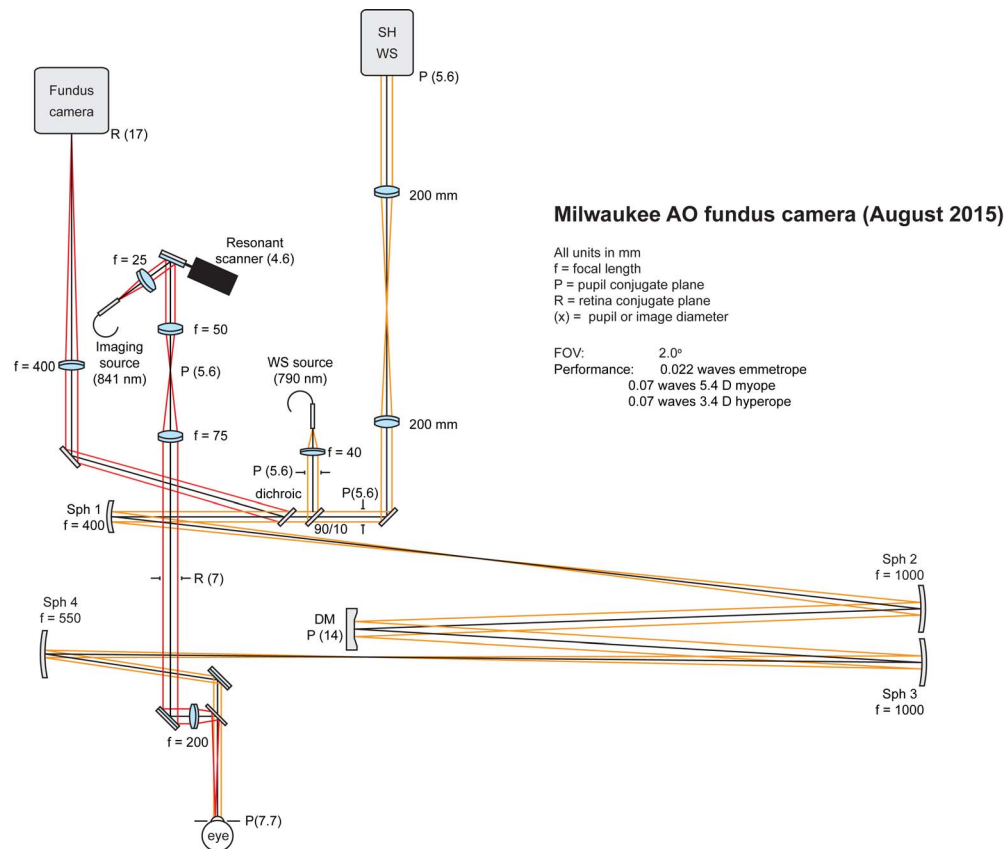 SH
WS
P (5.6)
Fundus
camera
R (17)
200 mm
Milwaukee AO fundus camera (August 2015)
All units in mm
f = focal length
P = pupil conjugate plane
R = retina conjugate plane
(x) = pupil or image diameter
FOV: 2.0°
Performance: 0.022 waves emmetrope
0.07 waves 5.4 D myope
0.07 waves 3.4 D hyperope
Resonant
scanner (4.6)
f = 25
f = 50
Imaging
source
(841 nm)
P (5.6)
f = 400
WS source
(790 nm)
f = 75
200 mm
f = 40
P (5.6)
dichroic
P(5.6)
90/10
Sph 1
f = 400
Sph 2
f = 1000
R (7)
Sph 4
f = 550
DM
P (14)
Sph 3
f = 1000
f = 200
P(7.7)
eye